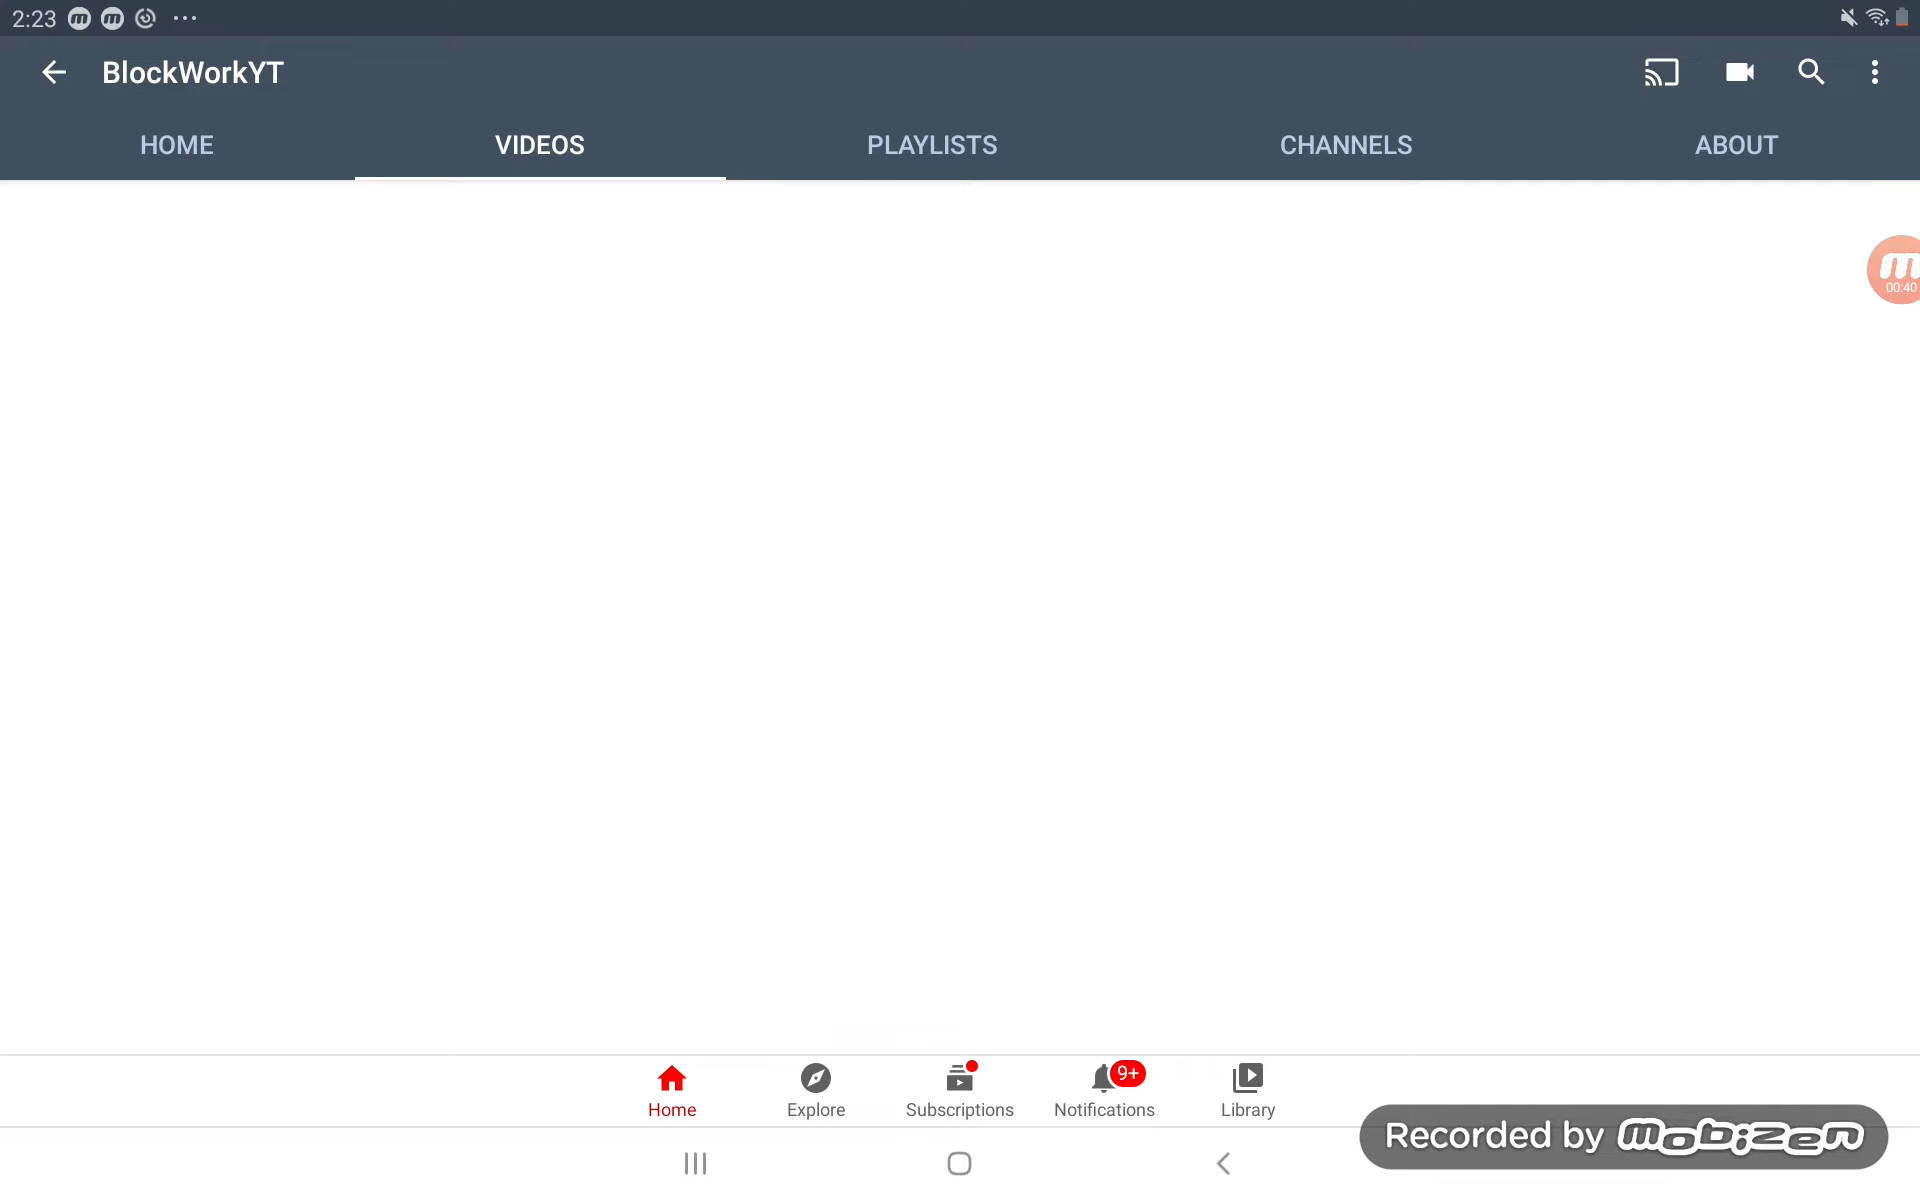 2:23
BlockWorkYT
HOME VIDEOS PLAYLISTS CHANNELS ABOUT
00:40
9+
Home Explore Subscriptions Notifications Library
Recorded by mobizen